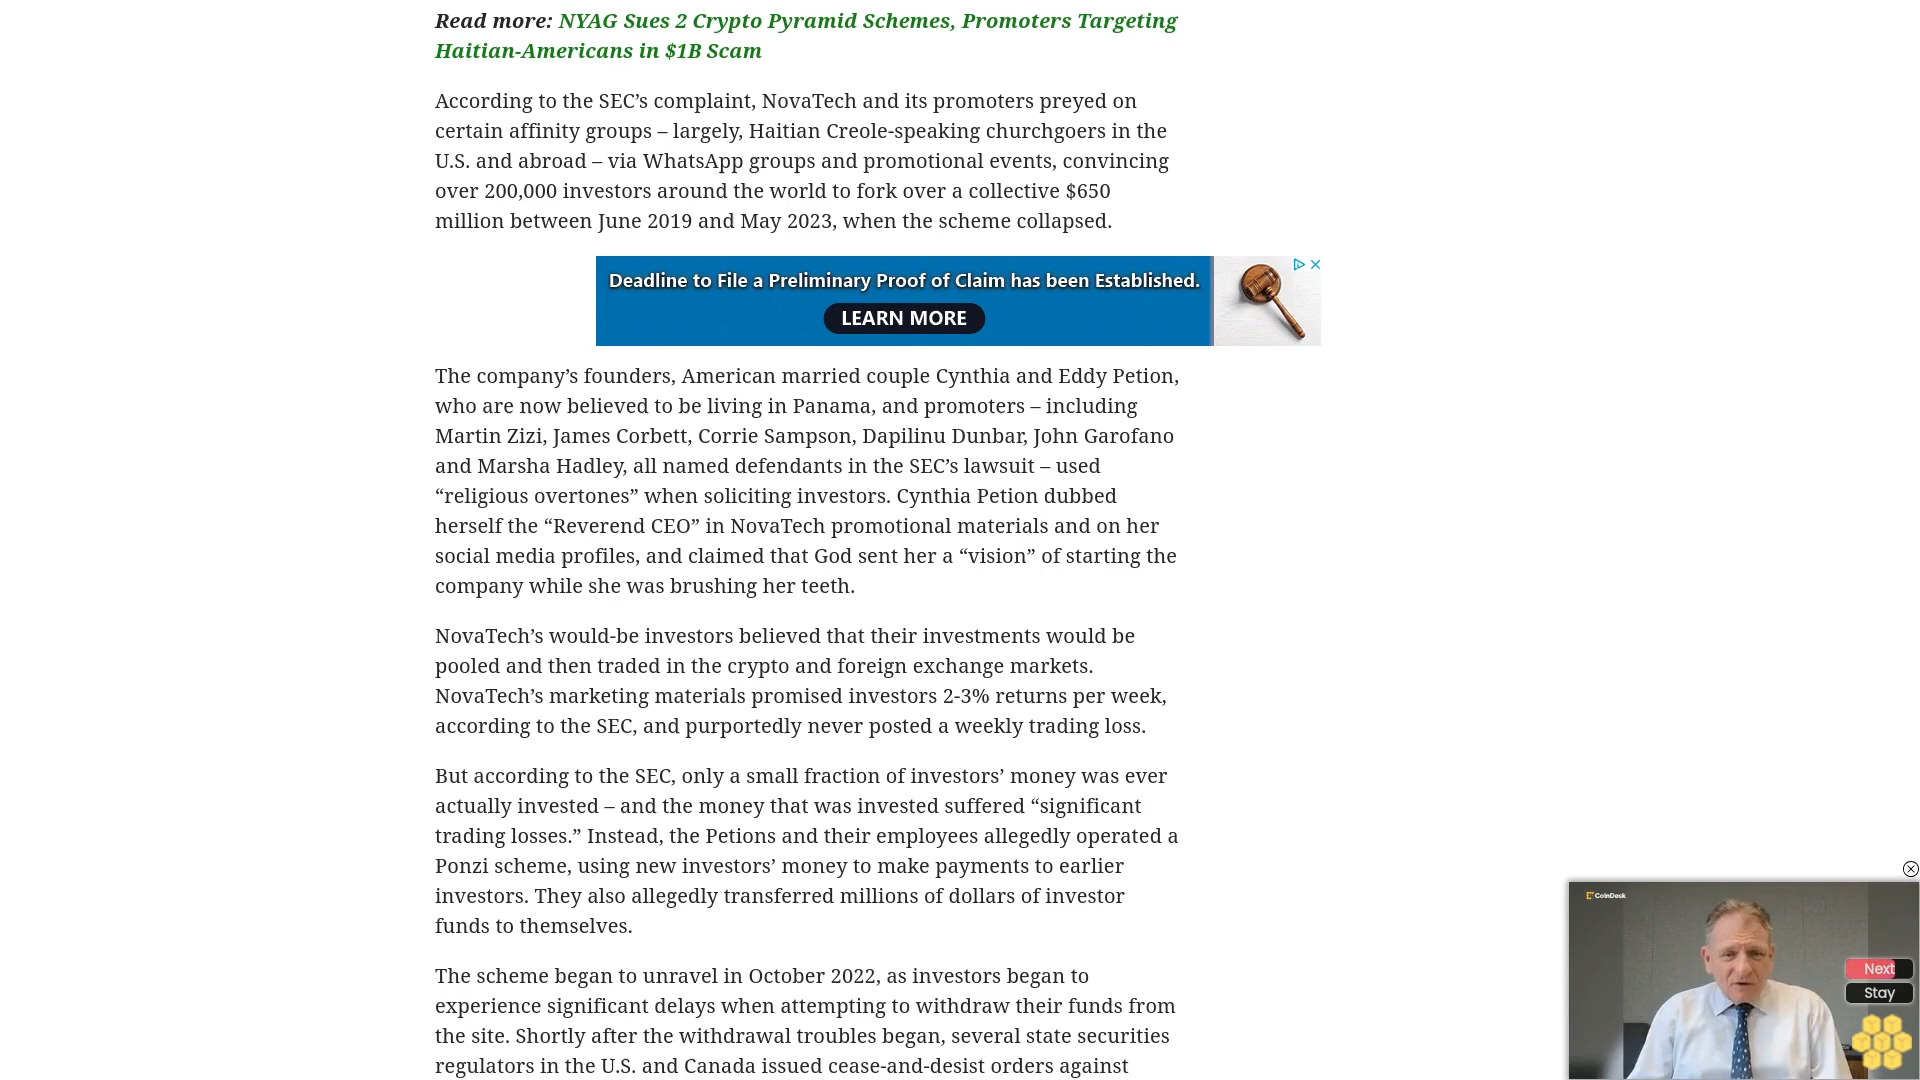 Read more: NYAG Sues 2 Crypto Pyramid Schemes, Promoters Targeting
Haitian-Americans in $1B Scam
According to the SEC’s complaint, NovaTech and its promoters preyed on
certain affinity groups – largely, Haitian Creole-speaking churchgoers in the
U.S. and abroad – via WhatsApp groups and promotional events, convincing
over 200,000 investors around the world to fork over a collective $650
million between June 2019 and May 2023, when the scheme collapsed.
Deadline to File a Preliminary Proof of Claim has been Established.
LEARN MORE
The company’s founders, American married couple Cynthia and Eddy Petion,
who are now believed to be living in Panama, and promoters – including
Martin Zizi, James Corbett, Corrie Sampson, Dapilinu Dunbar, John Garofano
and Marsha Hadley, all named defendants in the SEC’s lawsuit – used
“religious overtones” when soliciting investors. Cynthia Petion dubbed
herself the “Reverend CEO” in NovaTech promotional materials and on her
social media profiles, and claimed that God sent her a “vision” of starting the
company while she was brushing her teeth.
NovaTech’s would-be investors believed that their investments would be
pooled and then traded in the crypto and foreign exchange markets.
NovaTech’s marketing materials promised investors 2-3% returns per week,
according to the SEC, and purportedly never posted a weekly trading loss.
But according to the SEC, only a small fraction of investors’ money was ever
actually invested – and the money that was invested suffered “significant
trading losses.” Instead, the Petions and their employees allegedly operated a
Ponzi scheme, using new investors’ money to make payments to earlier
investors. They also allegedly transferred millions of dollars of investor
funds to themselves.
The scheme began to unravel in October 2022, as investors began to
experience significant delays when attempting to withdraw their funds from
the site. Shortly after the withdrawal troubles began, several state securities
regulators in the U.S. and Canada issued cease-and-desist orders against
CoinDesk
Next
Stay